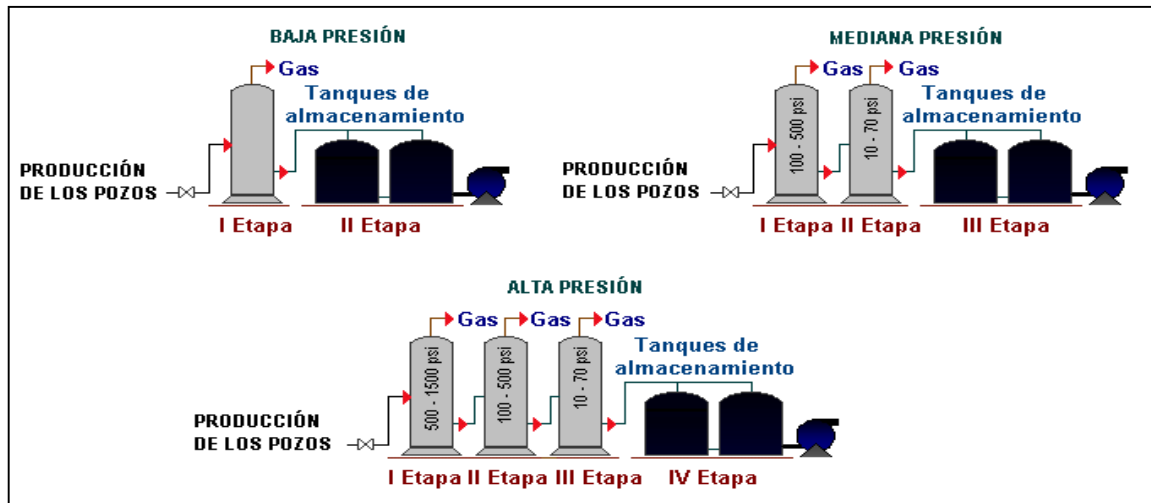 BAJA PRESIÓN
Gas
Tanques de
almacenamiento
PRODUCCIÓN
DE LOS POZOS
I Etapa
II Etapa
MEDIANA PRESIÓN
Gas
Gas
100 - 500 psi
10 - 70 psi
Tanques de
almacenamiento
PRODUCCIÓN
DE LOS POZOS
I Etapa
II Etapa
III Etapa
ALTA PRESIÓN
Gas
Gas
Gas
500 - 1500 psi
100 - 500 psi
10 - 70 psi
Tanques de
almacenamiento
PRODUCCIÓN
DE LOS POZOS
I Etapa
II Etapa
III Etapa
IV Etapa